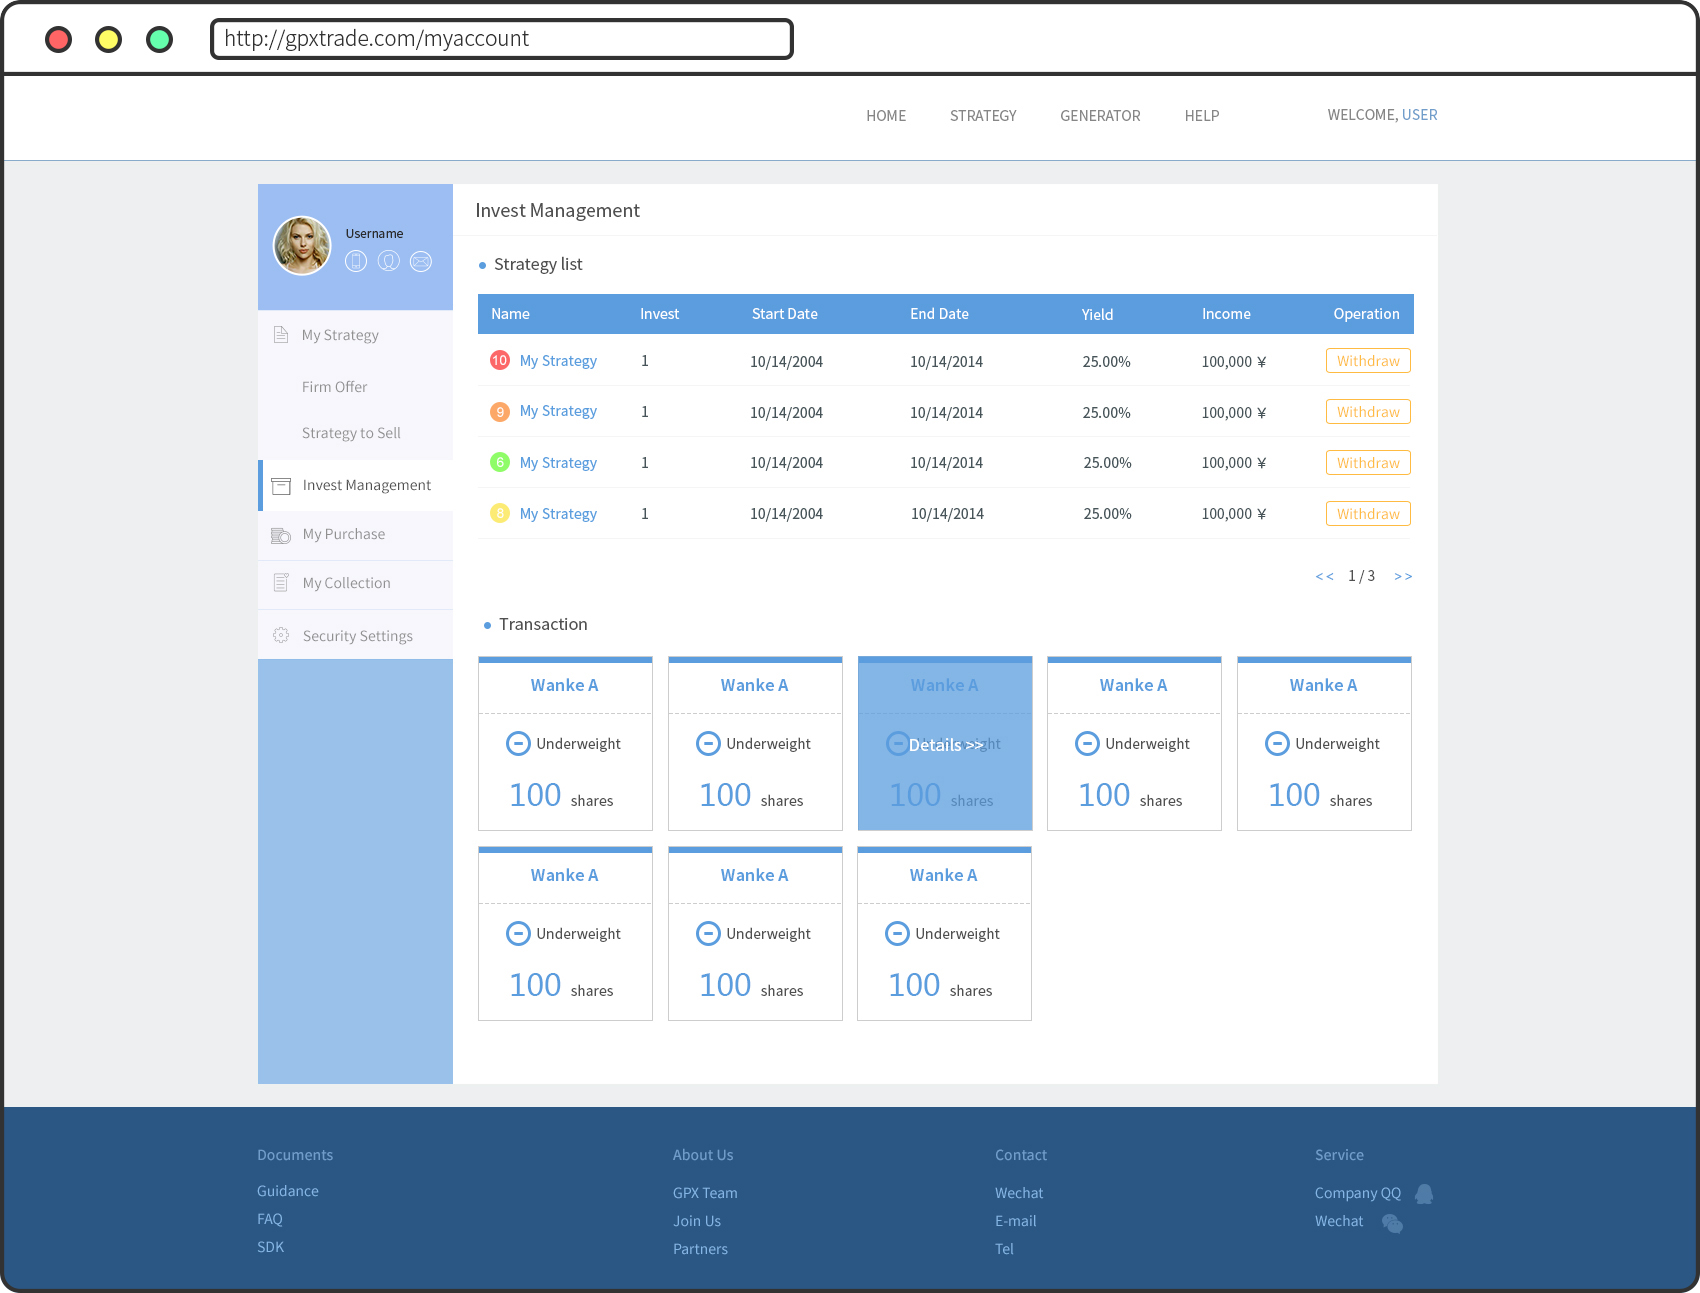 http://gpxtrade.com/myaccount
HOME STRATEGY GENERATOR HELP WELCOME, USER
Username
My Strategy
Firm Offer
Strategy to Sell
Invest Management
My Purchase
My Collection
Security Settings
Invest Management
Strategy list
Name Invest Start Date End Date Yield Income Operation
10 My Strategy 1 10/14/2004 10/14/2014 25.00% 100,000 ¥ Withdraw
9 My Strategy 1 10/14/2004 10/14/2014 25.00% 100,000 ¥ Withdraw
6 My Strategy 1 10/14/2004 10/14/2014 25.00% 100,000 ¥ Withdraw
8 My Strategy 1 10/14/2004 10/14/2014 25.00% 100,000 ¥ Withdraw
<< 1 / 3 >>
Transaction
Wanke A Wanke A Wanke A Wanke A Wanke A
Underweight Underweight Underweight Details >> Underweight Underweight
100 shares 100 shares 100 shares 100 shares 100 shares
Wanke A Wanke A Wanke A
Underweight Underweight Underweight
100 shares 100 shares 100 shares
Documents
Guidance
FAQ
SDK
About Us
GPX Team
Join Us
Partners
Contact
Wechat
E-mail
Tel
Service
Company QQ
Wechat